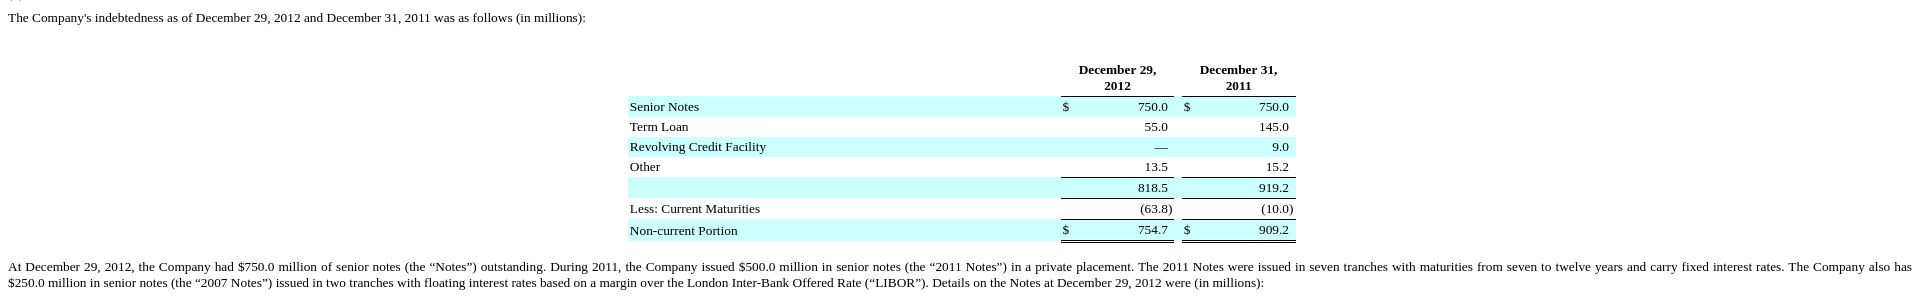 The Company's indebtedness as of December 29, 2012 and December 31, 2011 was as follows (in millions):
December 29, 2012 December 31, 2011
Senior Notes $ 750.0 $ 750.0
Term Loan 55.0 145.0
Revolving Credit Facility — 9.0
Other 13.5 15.2
818.5 919.2
Less: Current Maturities (63.8) (10.0)
Non-current Portion $ 754.7 $ 909.2
At December 29, 2012, the Company had $750.0 million of senior notes (the “Notes”) outstanding. During 2011, the Company issued $500.0 million in senior notes (the “2011 Notes”) in a private placement. The 2011 Notes were issued in seven tranches with maturities from seven to twelve years and carry fixed interest rates. The Company also has
$250.0 million in senior notes (the “2007 Notes”) issued in two tranches with floating interest rates based on a margin over the London Inter-Bank Offered Rate (“LIBOR”). Details on the Notes at December 29, 2012 were (in millions):